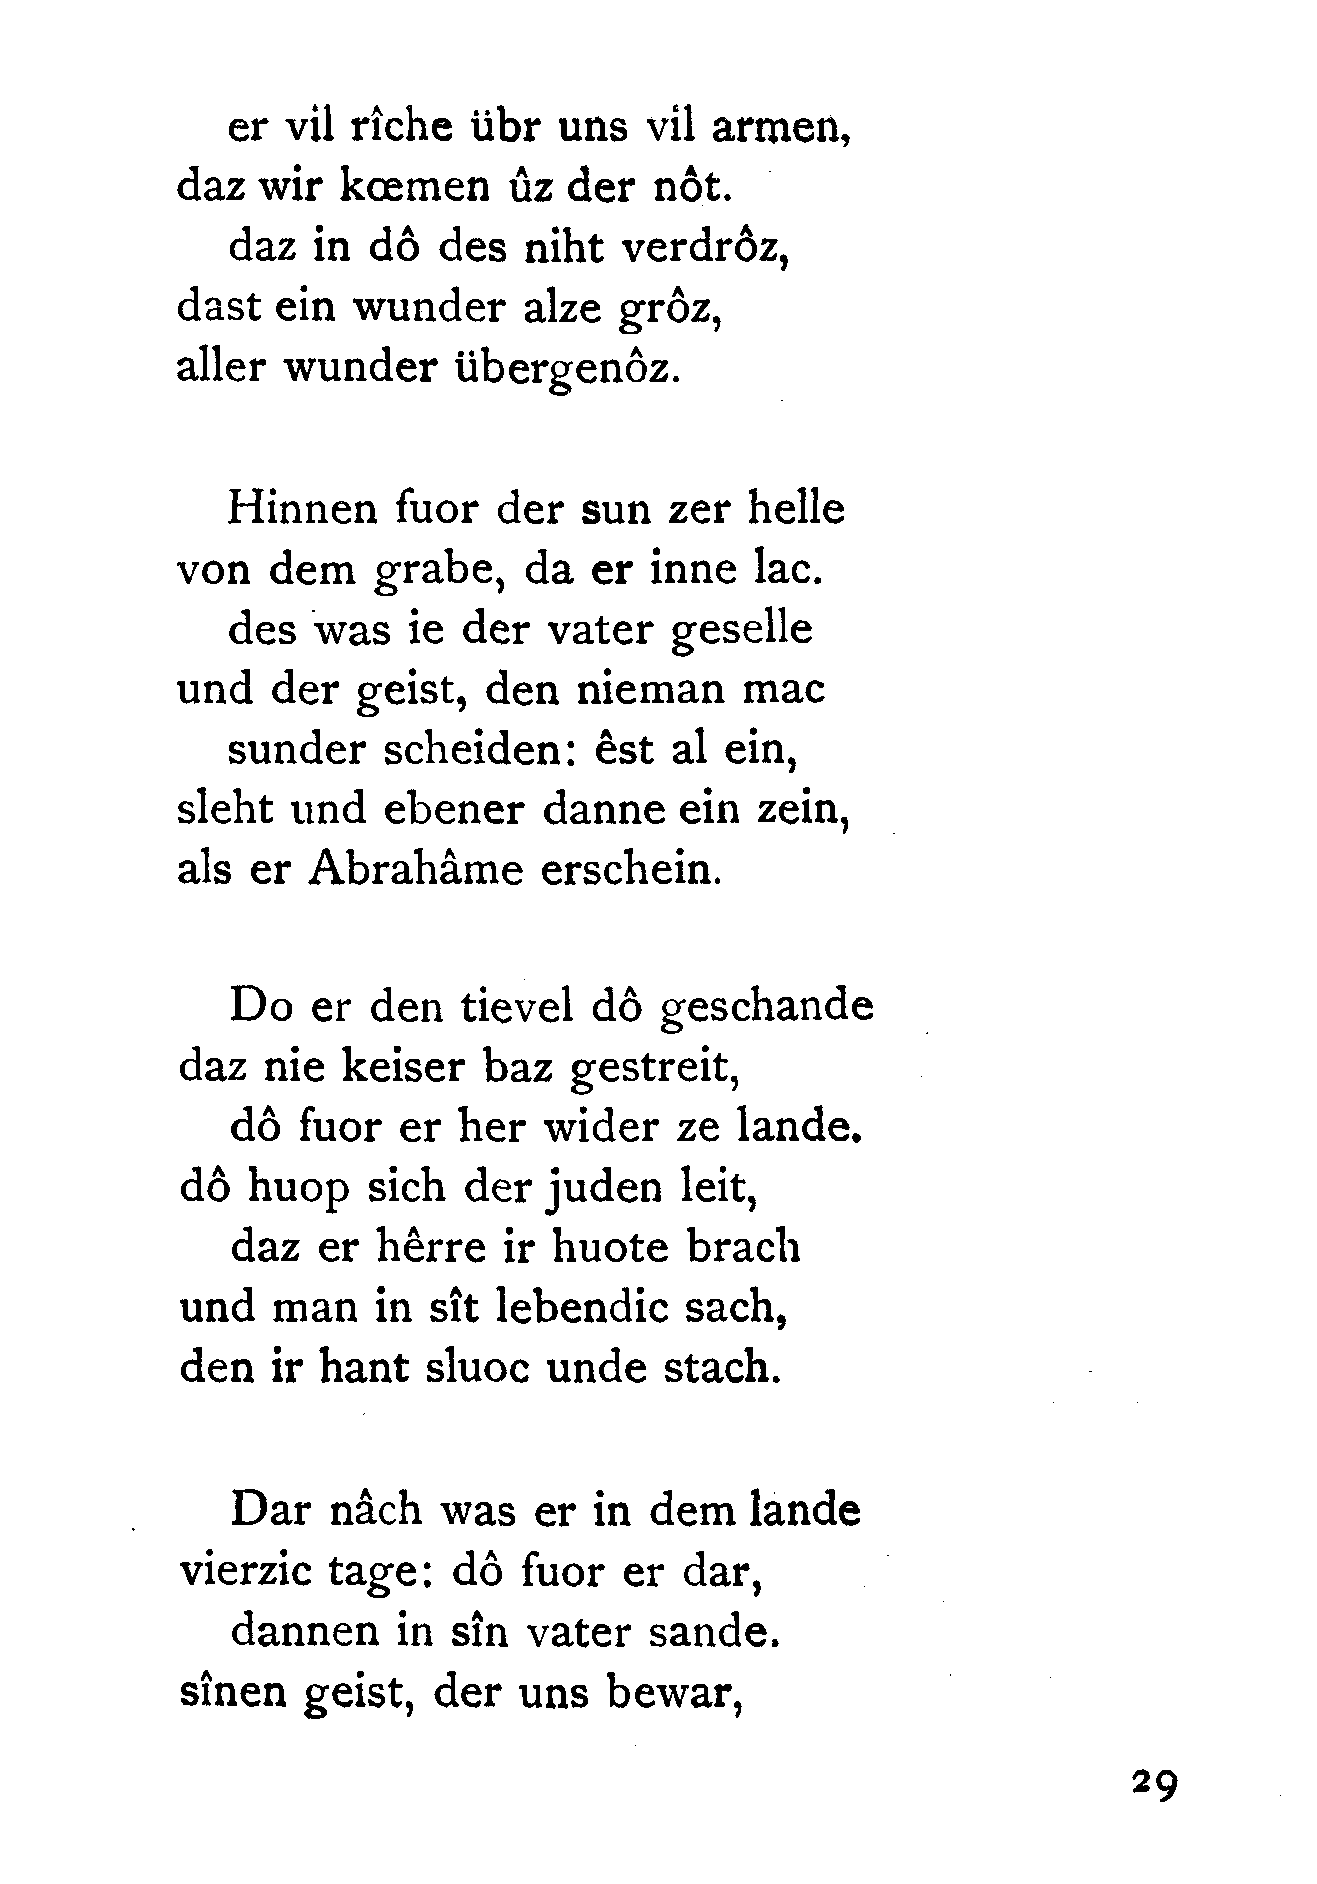 er vil rîche übr uns vil armen,
daz wir kœmen ûz der nôt.
daz in dô des niht verdrôz,
dast ein wunder alze grôz,
aller wunder übergenôz.
Hinnen fuor der sun zer helle
von dem grabe, da er inne lac.
des was ie der vater geselle
und der geist, den nieman mac
sunder scheiden: êst al ein,
sleht und ebener danne ein zein,
als er Abrahâme erschein.
Do er den tievel dô geschande
daz nie keiser baz gestreit,
dô fuor er her wider ze lande.
dô huop sich der juden leit,
daz er hêrre ir huote brach
und man in sît lebendic sach,
den ir hant sluoc unde stach.
Dar nâch was er in dem lande
vierzic tage: dô fuor er dar,
dannen in sîn vater sande.
sînen geist, der uns bewar,
29